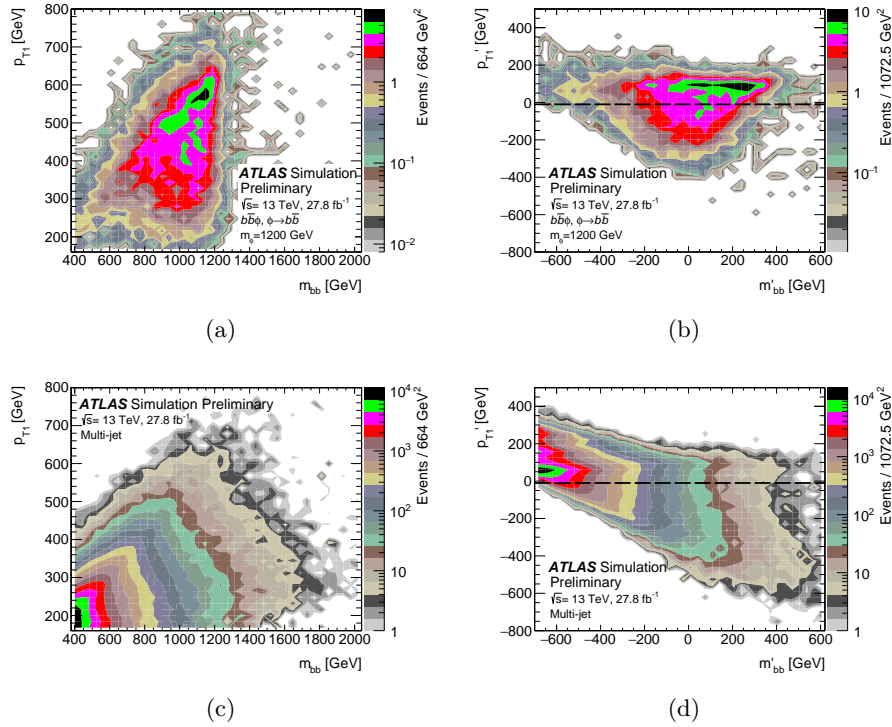 p_T1 [GeV]
800
700
600
500
400
300
200
400 600 800 1000 1200 1400 1600 1800 2000
m_bb [GeV]
ATLAS Simulation
Preliminary
√s= 13 TeV, 27.8 fb⁻¹
bb̅ϕ, ϕ→bb̅
m_ϕ=1200 GeV
1
10⁻¹
10⁻²
Events / 664 GeV²
(a)
p_T1' [GeV]
400
200
0
−200
−400
−600
−800
−600 −400 −200 0 200 400 600
m'_bb [GeV]
ATLAS Simulation
Preliminary
√s= 13 TeV, 27.8 fb⁻¹
bb̅ϕ, ϕ→bb̅
m_ϕ=1200 GeV
10
1
10⁻¹
Events / 1072.5 GeV²
(b)
p_T1 [GeV]
800
700
600
500
400
300
200
400 600 800 1000 1200 1400 1600 1800 2000
m_bb [GeV]
ATLAS Simulation Preliminary
√s= 13 TeV, 27.8 fb⁻¹
Multi-jet
10⁴
10³
10²
10
1
Events / 664 GeV²
(c)
p_T1' [GeV]
400
200
0
−200
−400
−600
−800
−600 −400 −200 0 200 400 600
m'_bb [GeV]
ATLAS Simulation
Preliminary
√s= 13 TeV, 27.8 fb⁻¹
Multi-jet
10⁴
10³
10²
10
1
Events / 1072.5 GeV²
(d)